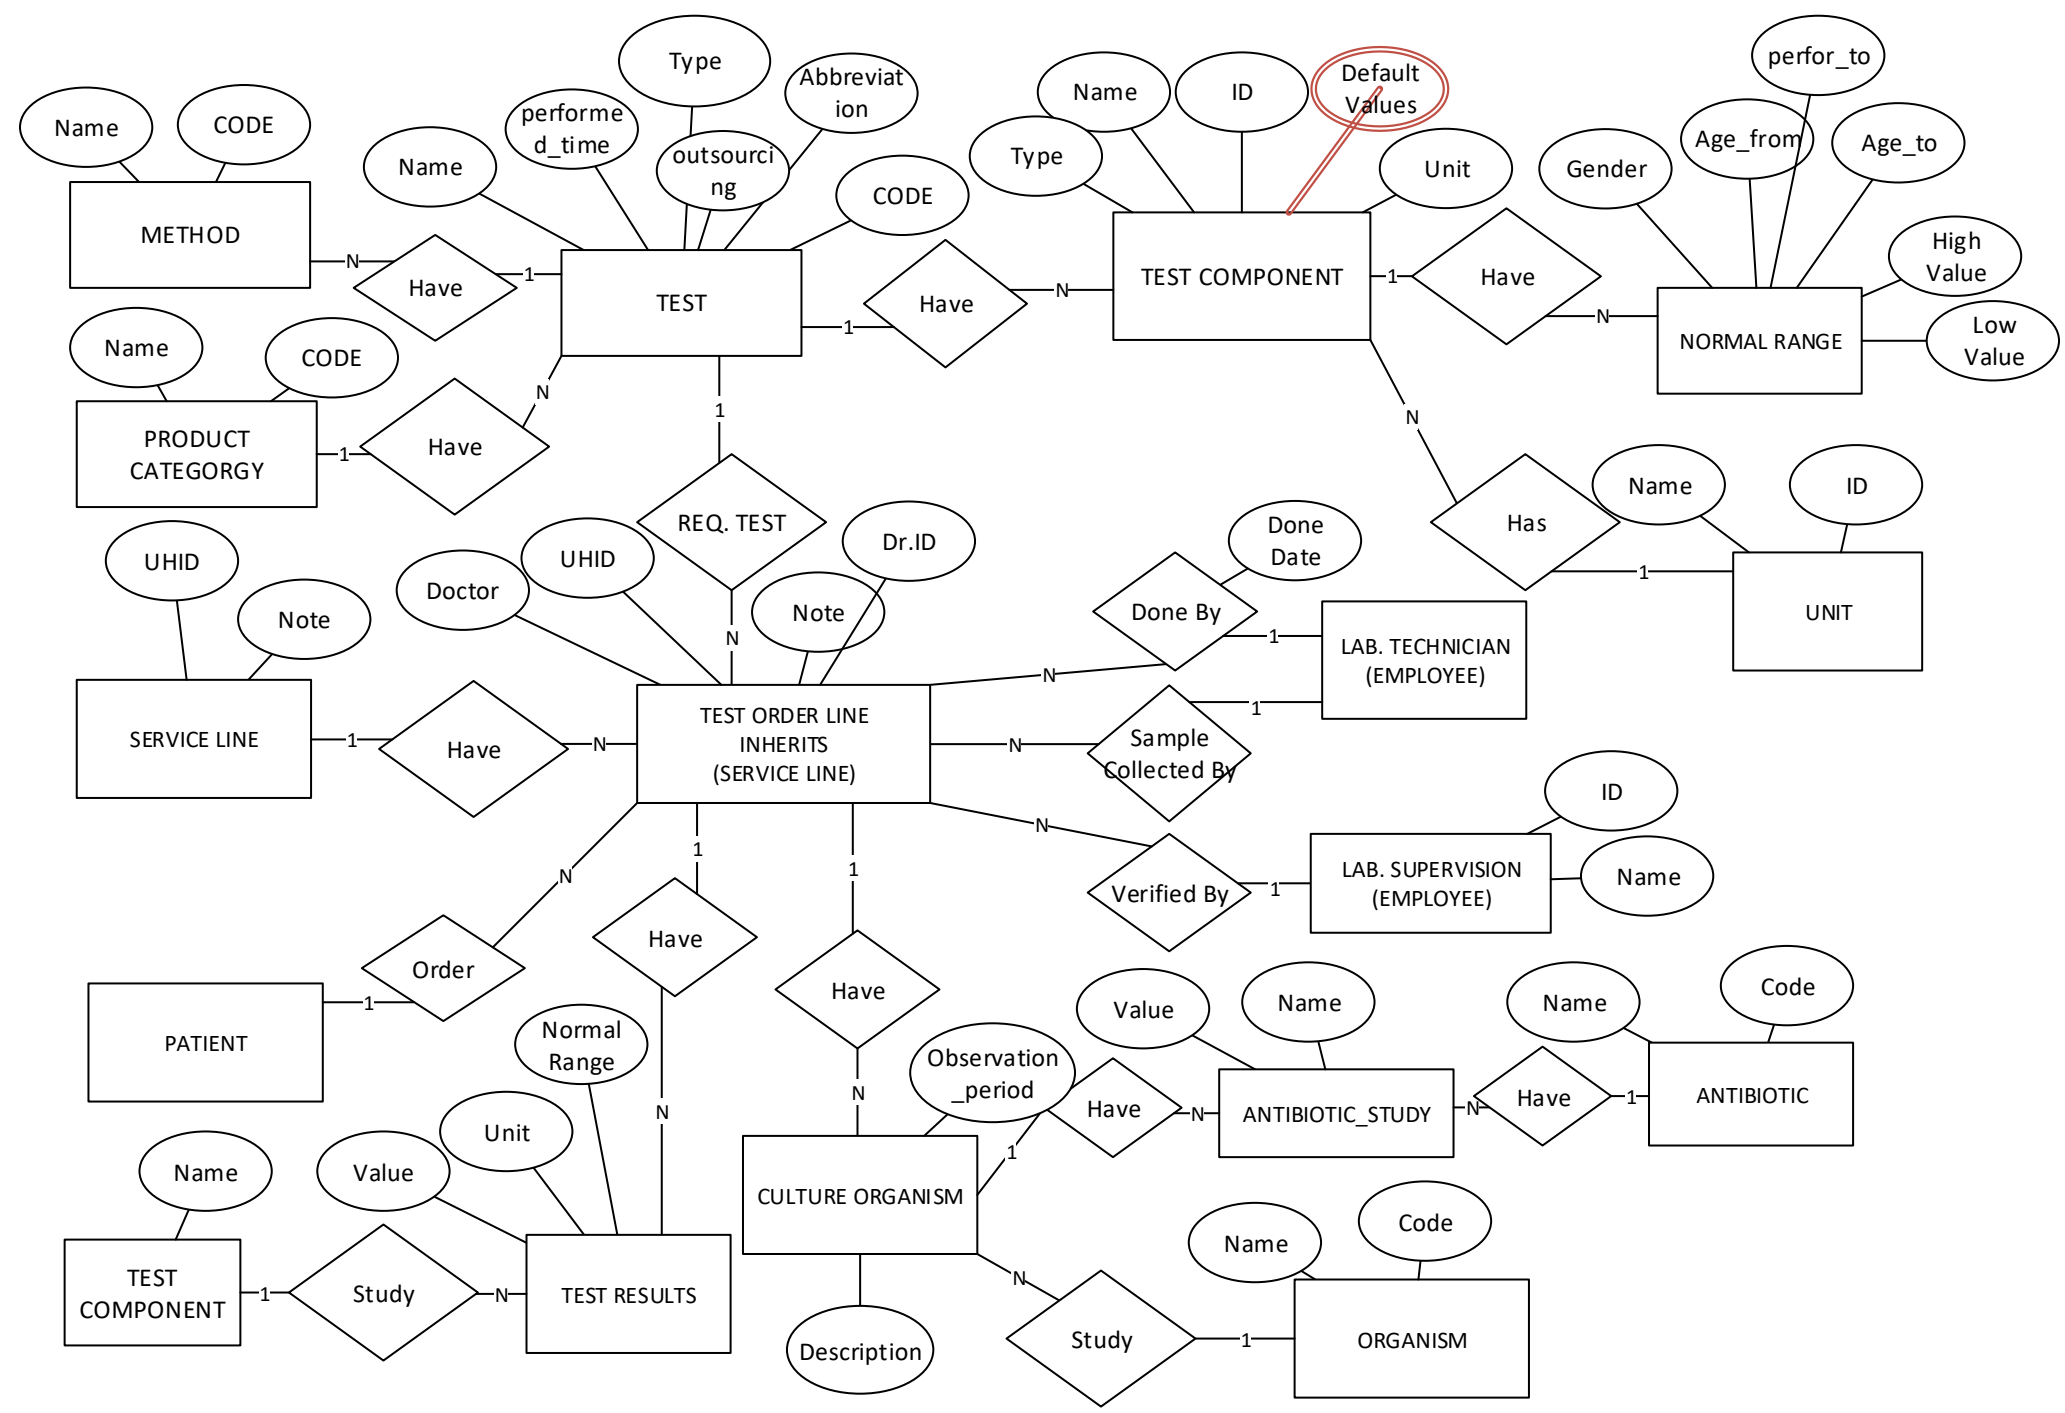 Type
perfor_to
Abbreviat
ion
Name
ID
Default
Values
Name
CODE
performe
d_time
Name
outsourci
ng
CODE
Type
Unit
Gender
Age_from
Age_to
METHOD
N
Have
1
TEST
1
Have
N
TEST COMPONENT
1
Have
N
High
Value
Low
Value
NORMAL RANGE
Name
CODE
PRODUCT
CATEGORGY
1
Have
N
1
N
Has
1
Name
ID
UNIT
REQ. TEST
N
UHID
Note
Doctor
UHID
Note
Dr.ID
Done By
Done
Date
1
N
LAB. TECHNICIAN
(EMPLOYEE)
SERVICE LINE
1
Have
N
TEST ORDER LINE
INHERITS
(SERVICE LINE)
N
Sample
Collected By
1
N
Verified By
1
ID
LAB. SUPERVISION
(EMPLOYEE)
Name
N
Order
1
PATIENT
1
Have
N
1
Have
N
Normal
Range
Unit
Value
Name
TEST
COMPONENT
1
Study
N
TEST RESULTS
Observation
_period
CULTURE ORGANISM
Description
1
Have
N
Value
Name
ANTIBIOTIC_STUDY
N
Have
1
Name
Code
ANTIBIOTIC
N
Study
1
Name
Code
ORGANISM